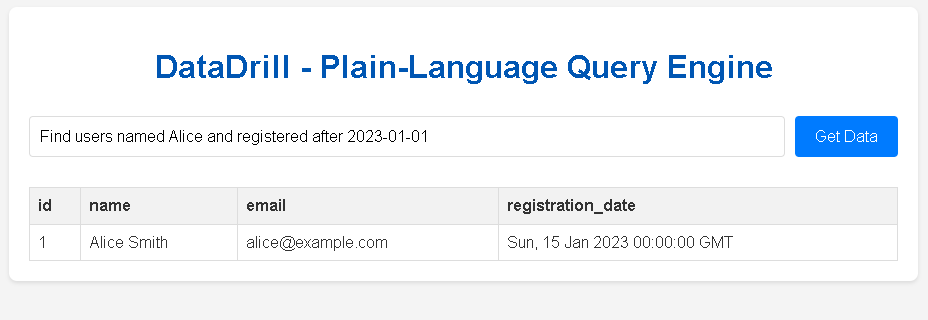 DataDrill - Plain-Language Query Engine
Find users named Alice and registered after 2023-01-01 Get Data
id name email registration_date
1 Alice Smith alice@example.com Sun, 15 Jan 2023 00:00:00 GMT